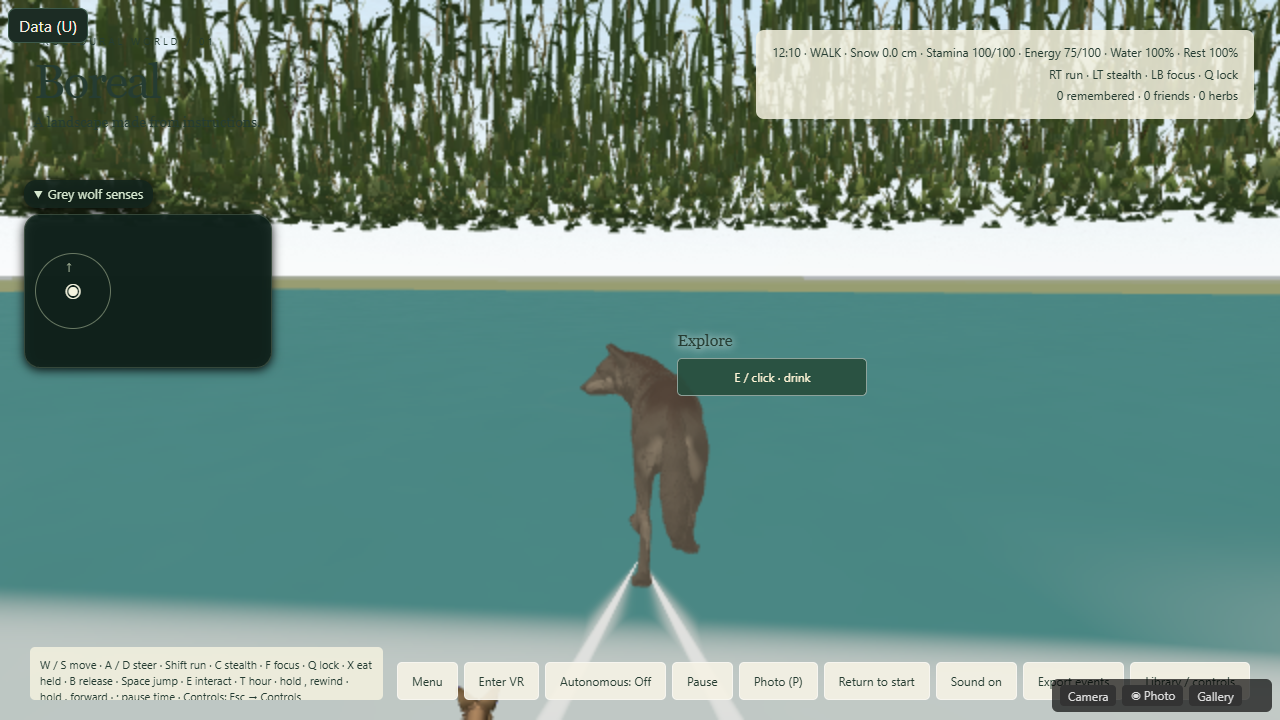 Data (U)
RLD
Boreal
12:10 · WALK · Snow 0.0 cm · Stamina 100/100 · Energy 75/100 · Water 100% · Rest 100%
RT run · LT stealth · LB focus · Q lock
0 remembered · 0 friends · 0 herbs
▼ Grey wolf senses
↑
Explore
E / click · drink
W / S move · A / D steer · Shift run · C stealth · F focus · Q lock · X eat
held · B release · Space jump · E interact · T hour · hold , rewind ·
hold . forward · ; pause time · Controls: Esc → Controls
Menu
Enter VR
Autonomous: Off
Pause
Photo (P)
Return to start
Sound on
Export events
Library / controls
Camera
◉ Photo
Gallery